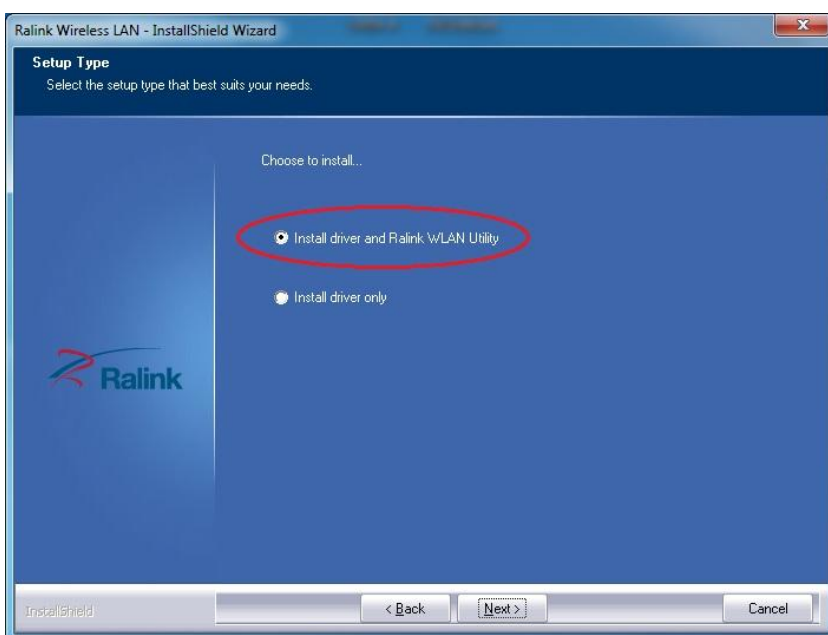 Ralink Wireless LAN - InstallShield Wizard
Setup Type
Select the setup type that best suits your needs.
Choose to install...
Install driver and Ralink WLAN Utility
Install driver only
Ralink
InstallShield
< Back
Next >
Cancel